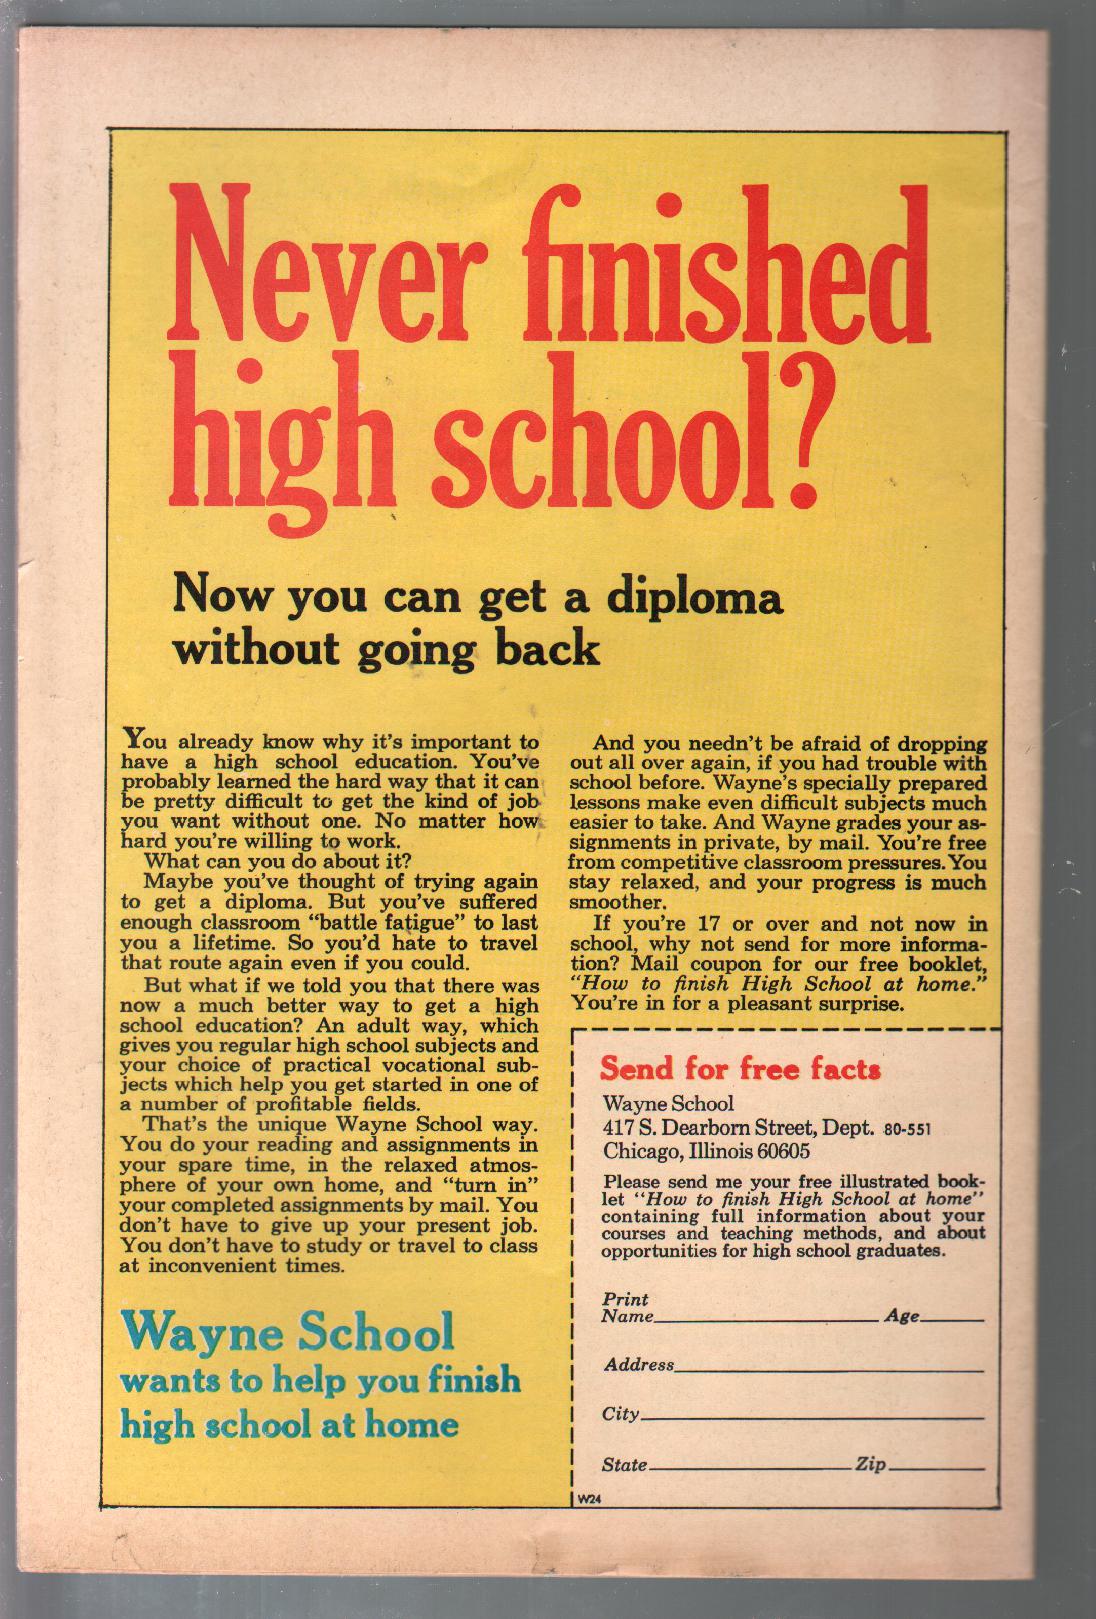 Never finished
high school?
Now you can get a diploma
without going back
You already know why it's important to
have a high school education. You've
probably learned the hard way that it can
be pretty difficult to get the kind of job
you want without one. No matter how
hard you're willing to work.
What can you do about it?
Maybe you've thought of trying again
to get a diploma. But you've suffered
enough classroom "battle fatigue" to last
you a lifetime. So you'd hate to travel
that route again even if you could.
But what if we told you that there was
now a much better way to get a high
school education? An adult way, which
gives you regular high school subjects and
your choice of practical vocational sub-
jects which help you get started in one of
a number of profitable fields.
That's the unique Wayne School way.
You do your reading and assignments in
your spare time, in the relaxed atmos-
phere of your own home, and "turn in"
your completed assignments by mail. You
don't have to give up your present job.
You don't have to study or travel to class
at inconvenient times.
Wayne School
wants to help you finish
high school at home
And you needn't be afraid of dropping
out all over again, if you had trouble with
school before. Wayne's specially prepared
lessons make even difficult subjects much
easier to take. And Wayne grades your as-
signments in private, by mail. You're free
from competitive classroom pressures. You
stay relaxed, and your progress is much
smoother.
If you're 17 or over and not now in
school, why not send for more informa-
tion? Mail coupon for our free booklet,
"How to finish High School at home."
You're in for a pleasant surprise.
Send for free facts
Wayne School
417 S. Dearborn Street, Dept. 80-551
Chicago, Illinois 60605
Please send me your free illustrated book-
let "How to finish High School at home"
containing full information about your
courses and teaching methods, and about
opportunities for high school graduates.
Print
Name Age
Address
City
State Zip
W24